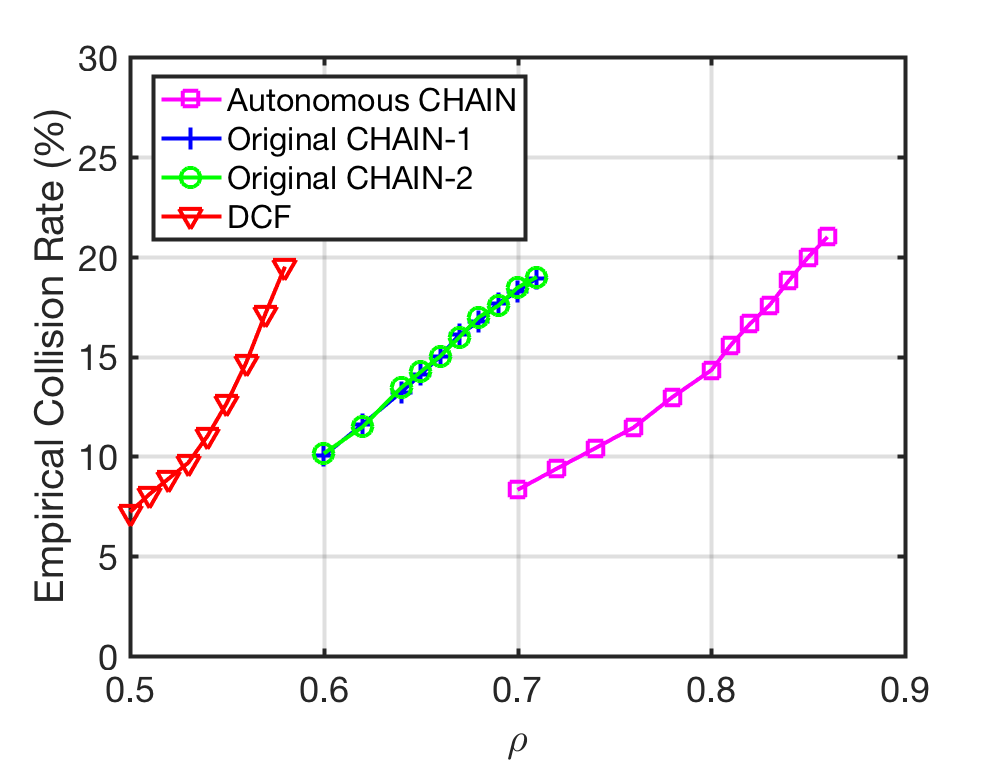 Empirical Collision Rate (%)
30
25
20
15
10
5
0
Autonomous CHAIN
Original CHAIN-1
Original CHAIN-2
DCF
0.5 0.6 0.7 0.8 0.9
ρ